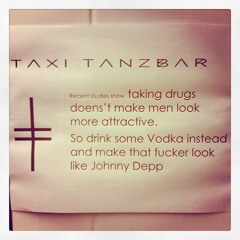 TAXI TANZBAR
Recent studies show taking drugs
doens't make men look
more attractive.
So drink some Vodka instead
and make that fucker look
like Johnny Depp